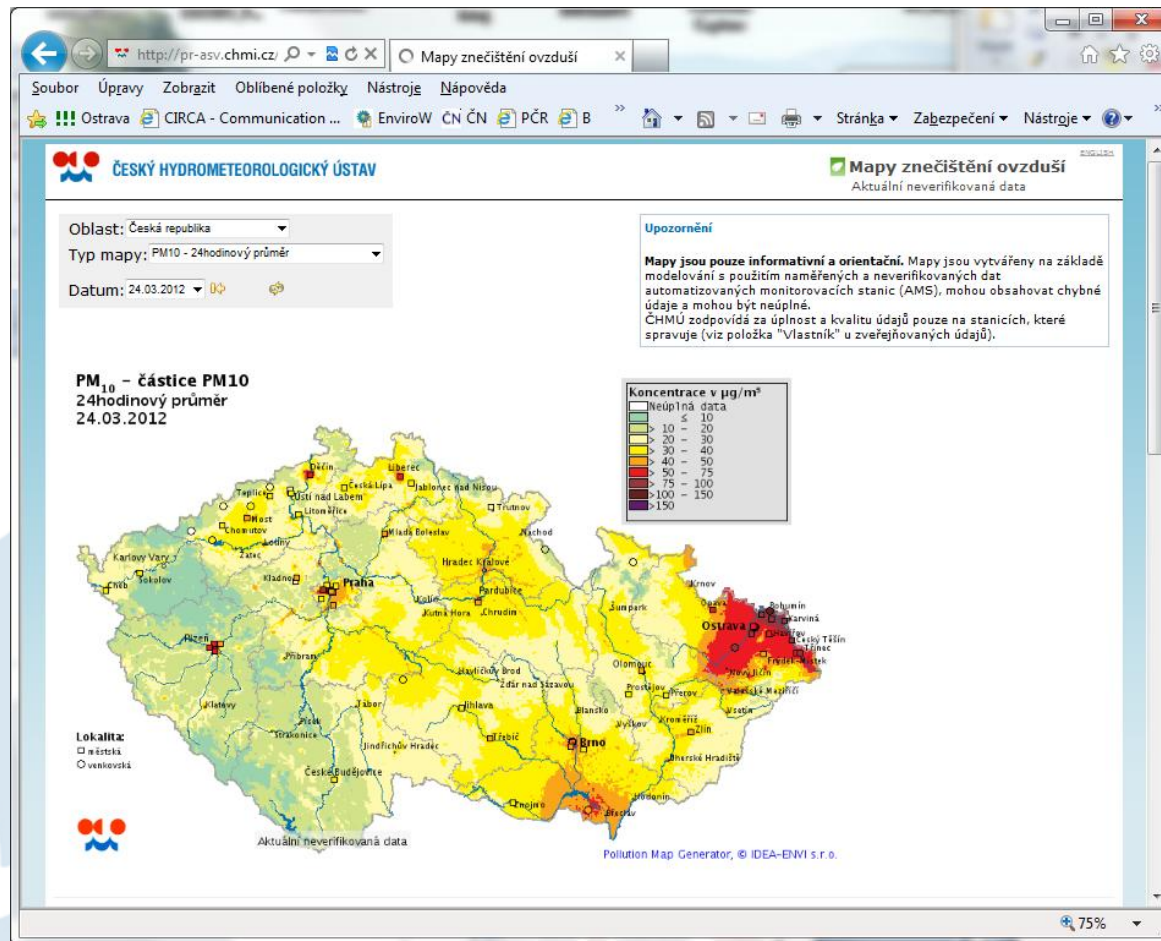 http://pr-asv.chmi.cz/
Mapy znečištění ovzduší
Soubor Úpravy Zobrazit Oblíbené položky Nástroje Nápověda
!!! Ostrava CIRCA - Communication ... EnviroW ČN ČN PČR B » Stránka Zabezpečení Nástroje »
ENGLISH
ČESKÝ HYDROMETEOROLOGICKÝ ÚSTAV
Mapy znečištění ovzduší
Aktuální neverifikovaná data
Oblast: Česká republika
Typ mapy: PM10 - 24hodinový průměr
Datum: 24.03.2012
Upozornění
Mapy jsou pouze informativní a orientační. Mapy jsou vytvářeny na základě
modelování s použitím naměřených a neverifikovaných dat
automatizovaných monitorovacích stanic (AMS), mohou obsahovat chybné
údaje a mohou být neúplné.
ČHMÚ zodpovídá za úplnost a kvalitu údajů pouze na stanicích, které
spravuje (viz položka "Vlastník" u zveřejňovaných údajů).
PM10 – částice PM10
24hodinový průměr
24.03.2012
Koncentrace v µg/m³
Neúplná data
≤ 10
> 10 - 20
> 20 - 30
> 30 - 40
> 40 - 50
> 50 - 75
> 75 - 100
>100 - 150
>150
Děčín
Liberec
Teplice
Ústí nad Labem
Česká Lípa
Jablonec nad Nisou
Litoměřice
Trutnov
Most
Chomutov
Louny
Mladá Boleslav
Náchod
Žatec
Karlovy Vary
Hradec Králové
Cheb
Sokolov
Kladno
Praha
Kolín
Pardubice
Kutná Hora
Chrudim
Šumperk
Krnov
Opava
Bohumín
Karviná
Ostrava
Havířov
Český Těšín
Třinec
Frýdek-Místek
Nový Jičín
Plzeň
Příbram
Havlíčkův Brod
Žďár nad Sázavou
Olomouc
Prostějov
Přerov
Valašské Meziříčí
Vsetín
Klatovy
Tábor
Jihlava
Blansko
Vyškov
Kroměříž
Zlín
Písek
Strakonice
Jindřichův Hradec
Třebíč
Brno
Uherské Hradiště
České Budějovice
Znojmo
Hodonín
Břeclav
Lokalita:
městská
venkovská
Aktuální neverifikovaná data
Pollution Map Generator, © IDEA-ENVI s.r.o.
75%